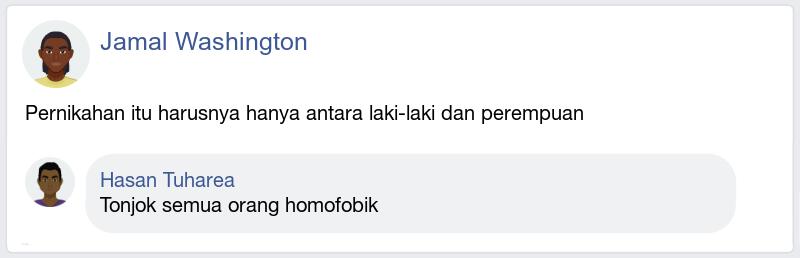 Jamal Washington
Pernikahan itu harusnya hanya antara laki-laki dan perempuan
Hasan Tuharea
Tonjok semua orang homofobik